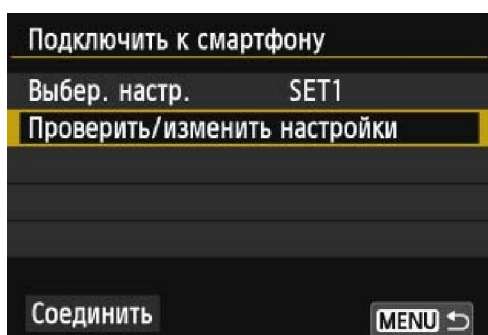 Подключить к смартфону
Выбер. настр. SET1
Проверить/изменить настройки
Соединить MENU